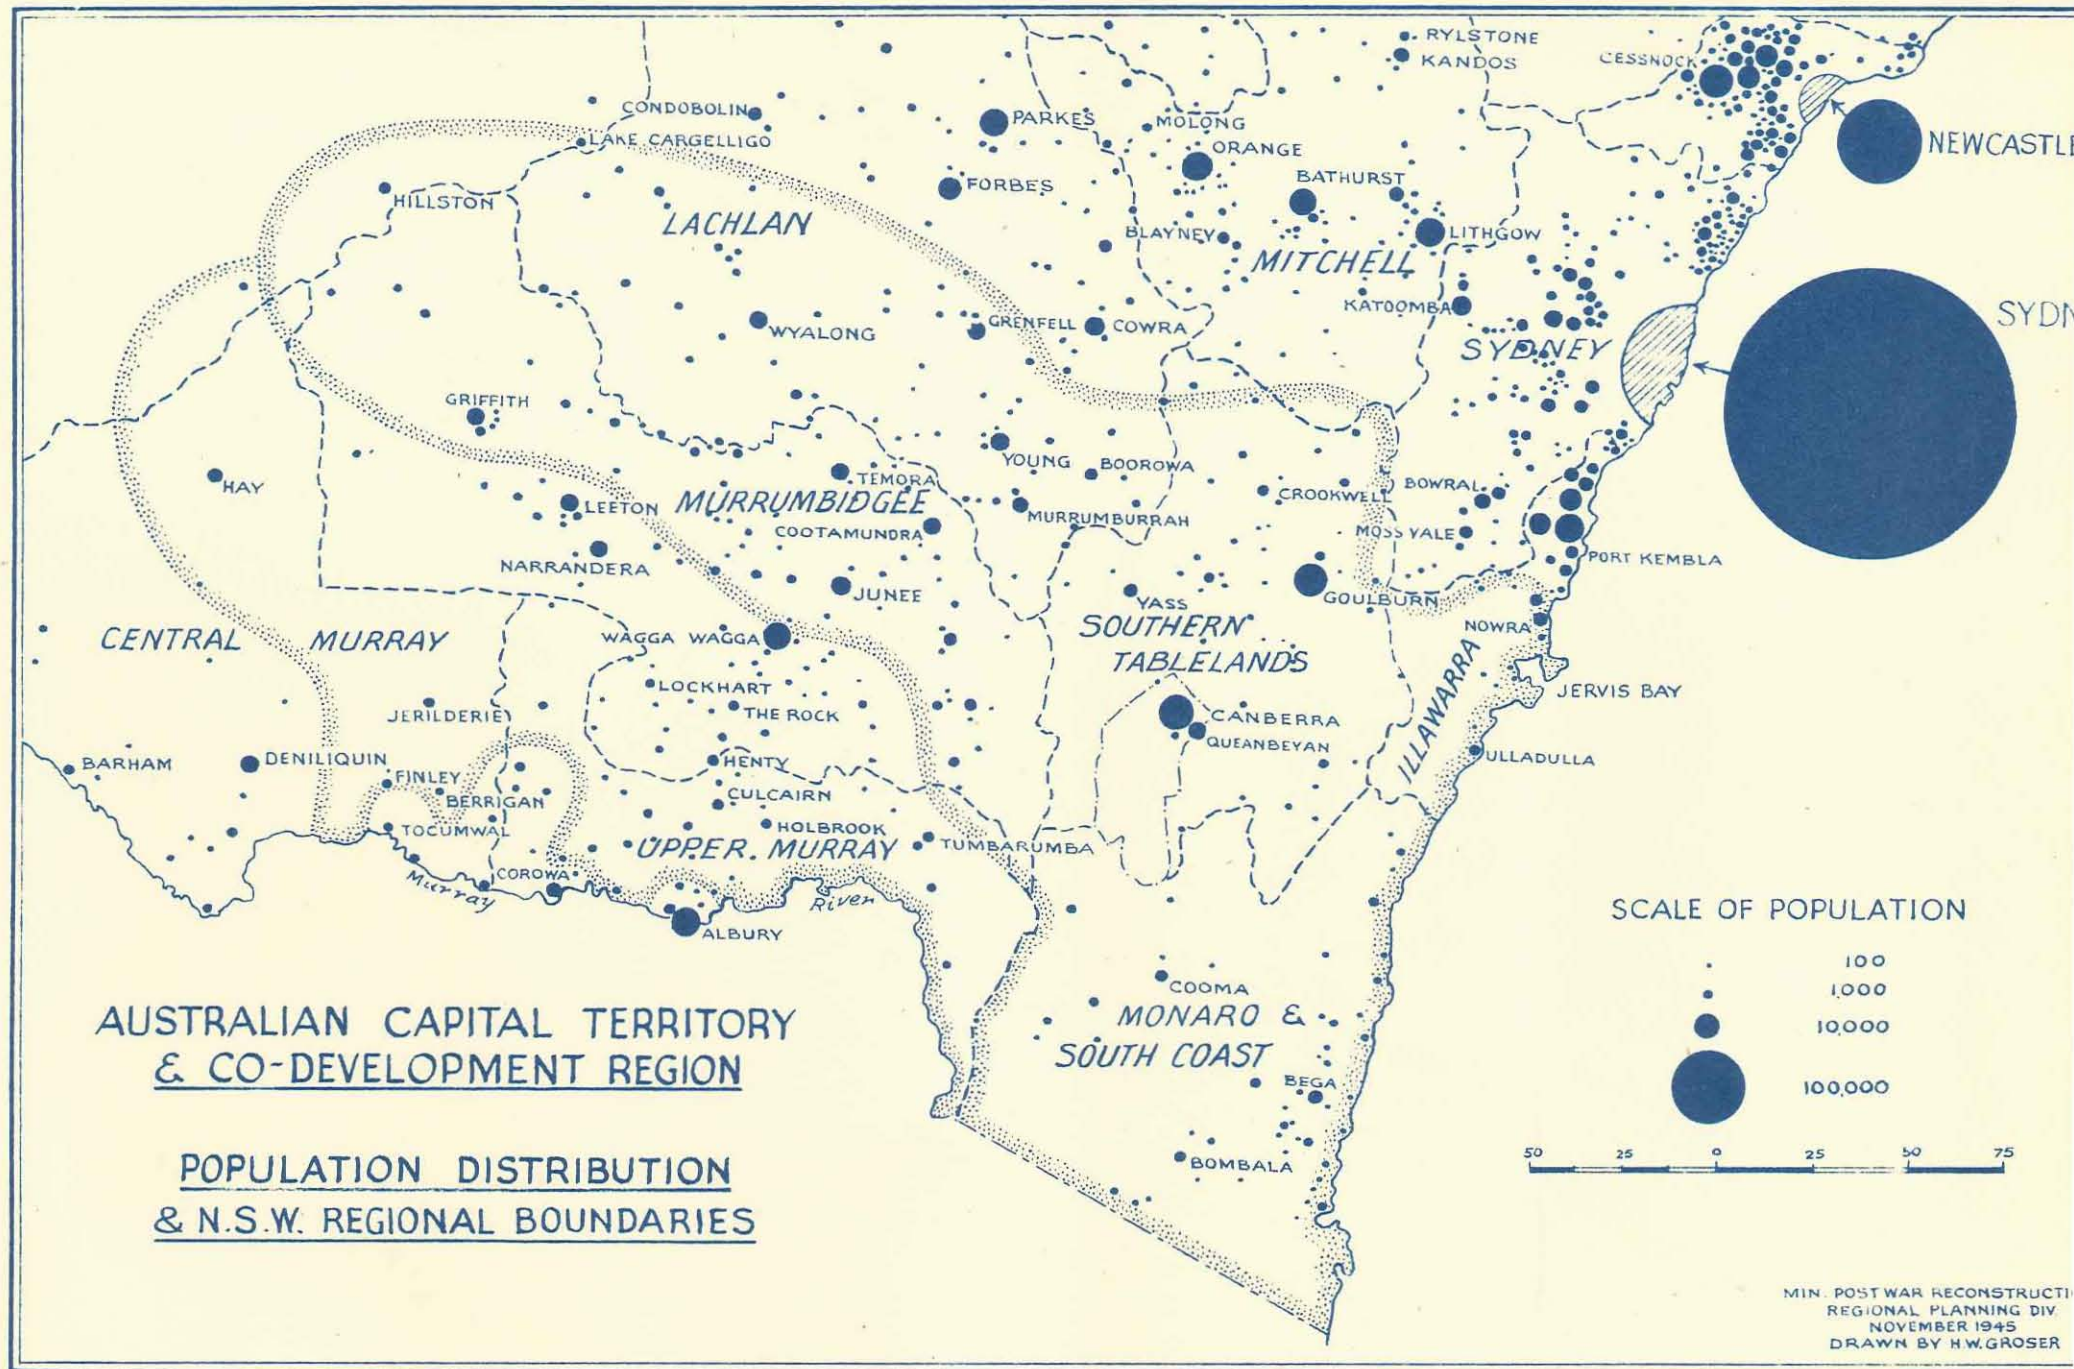 RYLSTONE
KANDOS
CESSNOCK
CONDOBOLIN
PARKES
MOLONG
NEWCASTLE
LAKE CARGELLIGO
ORANGE
BATHURST
HILLSTON
FORBES
LACHLAN
BLAYNEY
LITHGOW
MITCHELL
KATOOMBA
SYDN
WYALONG
GRENFELL
COWRA
SYDNEY
GRIFFITH
YOUNG
BOOROWA
HAY
TEMORA
CROOKWELL
BOWRAL
LEETON
MURRUMBIDGEE
MURRUMBURRAH
COOTAMUNDRA
MOSS VALE
PORT KEMBLA
NARRANDERA
JUNEE
YASS
GOULBURN
CENTRAL MURRAY
WAGGA WAGGA
SOUTHERN
TABLELANDS
NOWRA
LOCKHART
JERVIS BAY
JERILDERIE
THE ROCK
CANBERRA
QUEANBEYAN
ILLAWARRA
BARHAM
DENILIQUIN
FINLEY
HENTY
ULLADULLA
BERRIGAN
CULCAIRN
TOCUMWAL
HOLBROOK
UPPER. MURRAY
TUMBARUMBA
COROWA
Murray
River
ALBURY
SCALE OF POPULATION
100
1,000
10,000
100,000
COOMA
MONARO &
SOUTH COAST
BEGA
BOMBALA
50 25 0 25 50 75
AUSTRALIAN CAPITAL TERRITORY
& CO-DEVELOPMENT REGION
POPULATION DISTRIBUTION
& N.S.W. REGIONAL BOUNDARIES
MIN. POST WAR RECONSTRUCTI
REGIONAL PLANNING DIV.
NOVEMBER 1945
DRAWN BY H.W.GROSER